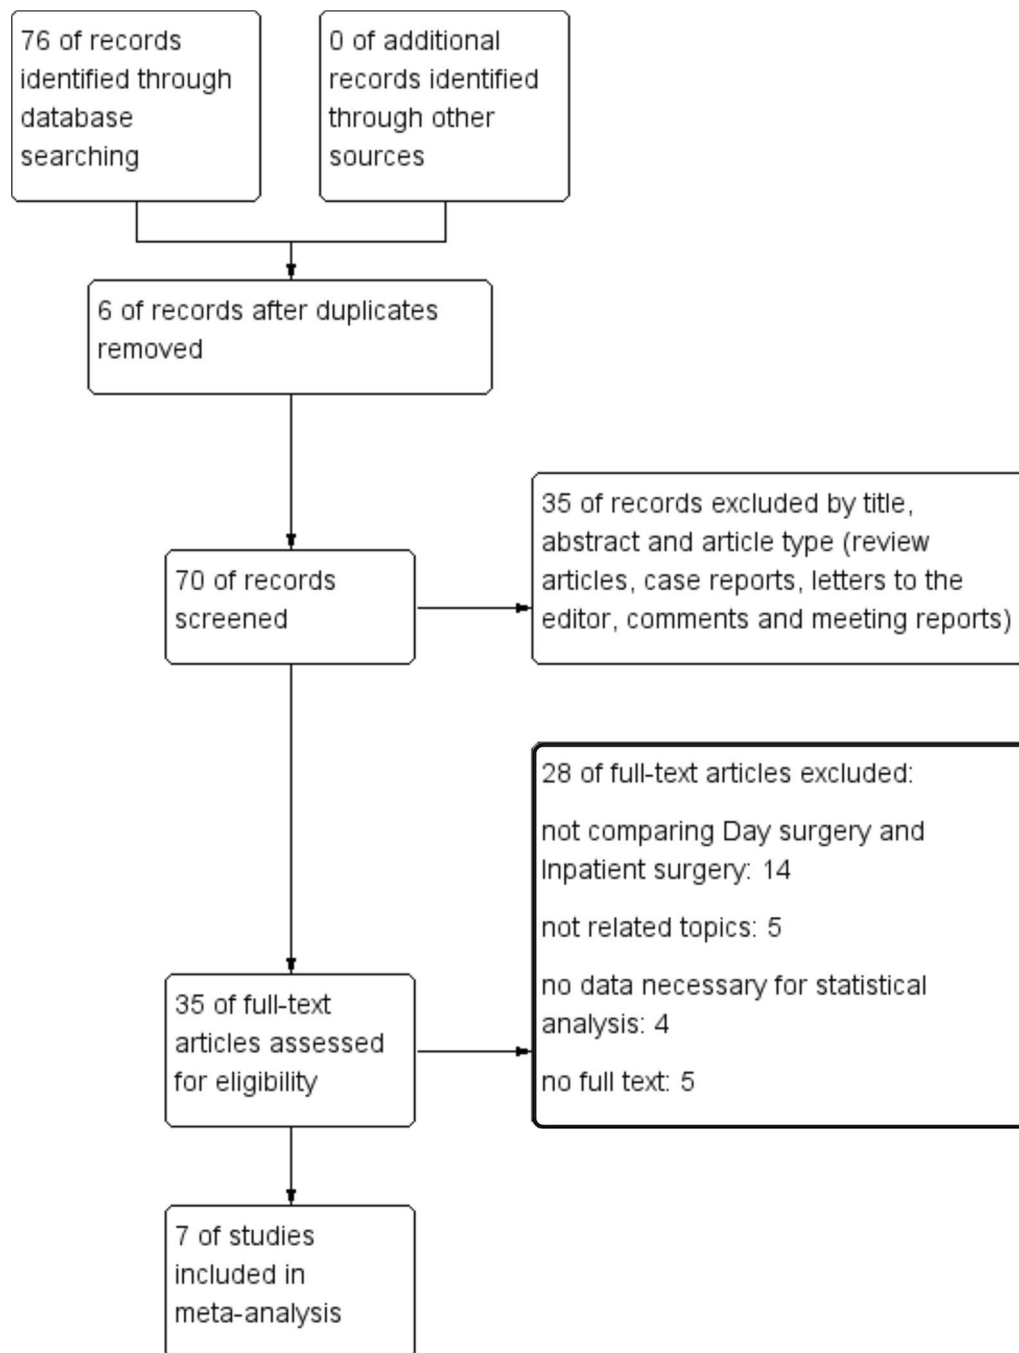 76 of records
identified through
database
searching
0 of additional
records identified
through other
sources
6 of records after duplicates
removed
70 of records
screened
35 of records excluded by title,
abstract and article type (review
articles, case reports, letters to the
editor, comments and meeting reports)
35 of full-text
articles assessed
for eligibility
28 of full-text articles excluded:
not comparing Day surgery and
Inpatient surgery: 14
not related topics: 5
no data necessary for statistical
analysis: 4
no full text: 5
7 of studies
included in
meta-analysis